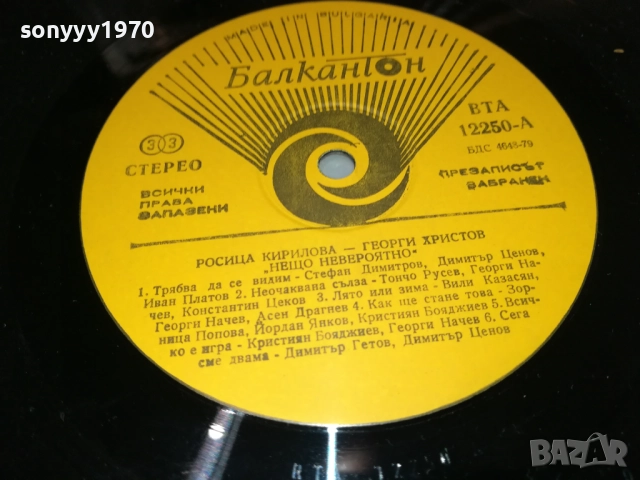 sonyyy1970
MADE IN BULGARIA
Балкантон
33
СТЕРЕО
ВСИЧКИ
ПРАВА
ЗАПАЗЕНИ
ВТА
12250-А
БДС 4643-79
ПРЕЗАПИСЪТ
ЗАБРАНЕН
РОСИЦА КИРИЛОВА — ГЕОРГИ ХРИСТОВ
„НЕЩО НЕВЕРОЯТНО"
1. Трябва да се видим - Стефан Димитров, Димитър Ценов,
Иван Платов 2. Неочаквана сълза - Тончо Русев, Георги На-
чев, Константин Цеков 3. Лято или зима - Вили Казасян,
Георги Начев, Асен Драгнев 4. Как ще стане това - Зор-
ница Попова, Йордан Янков, Кристиян Бояджиев 5. Всич-
ко е игра - Кристиян Бояджиев, Георги Начев 6. Сега
сме двама - Димитър Гетов, Димитър Ценов
BAZAR